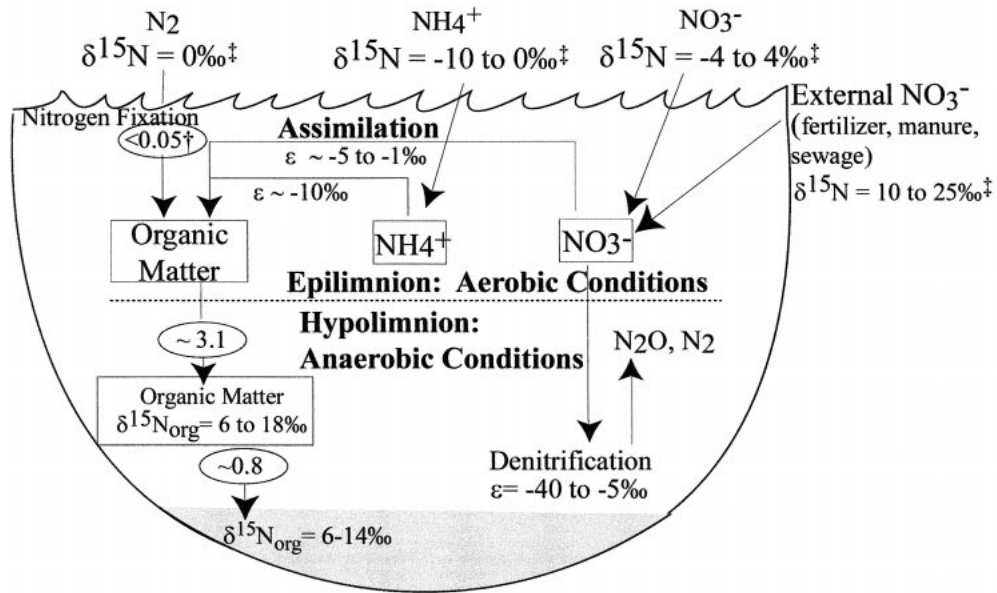 N2
δ15N = 0‰‡
NH4+
δ15N = -10 to 0‰‡
NO3-
δ15N = -4 to 4‰‡
External NO3-
(fertilizer, manure,
sewage)
δ15N = 10 to 25‰‡
Nitrogen Fixation
<0.05†
Assimilation
ε ~ -5 to -1‰
ε ~ -10‰
Organic
Matter
NH4+
NO3-
Epilimnion: Aerobic Conditions
Hypolimnion:
Anaerobic Conditions
~ 3.1
N2O, N2
Organic Matter
δ15Norg= 6 to 18‰
~0.8
Denitrification
ε= -40 to -5‰
δ15Norg= 6-14‰